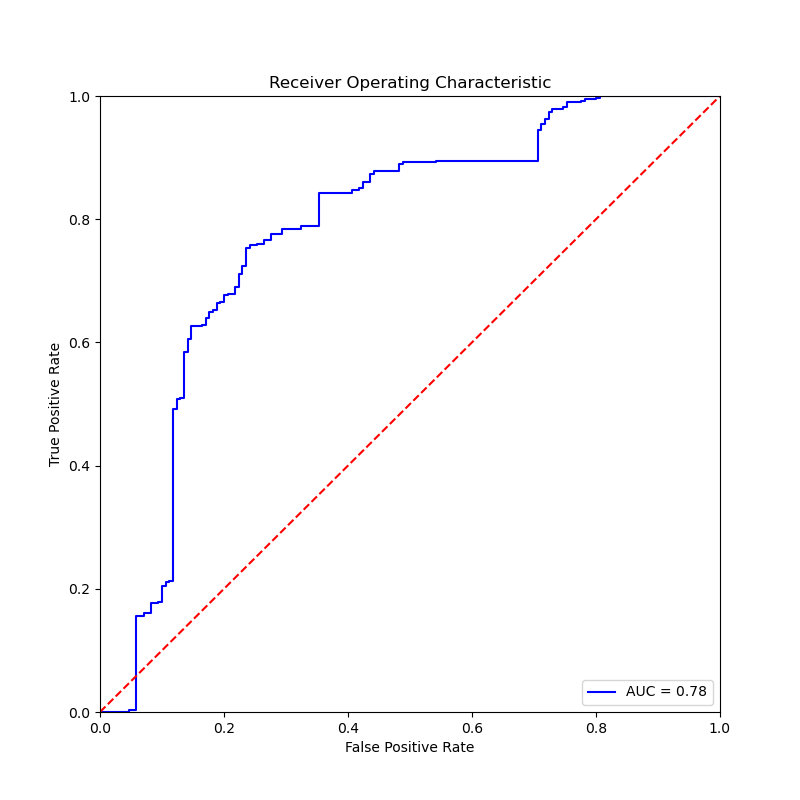 Receiver Operating Characteristic
1.0
0.8
0.6
0.4
0.2
0.0
True Positive Rate
AUC = 0.78
0.0 0.2 0.4 0.6 0.8 1.0
False Positive Rate